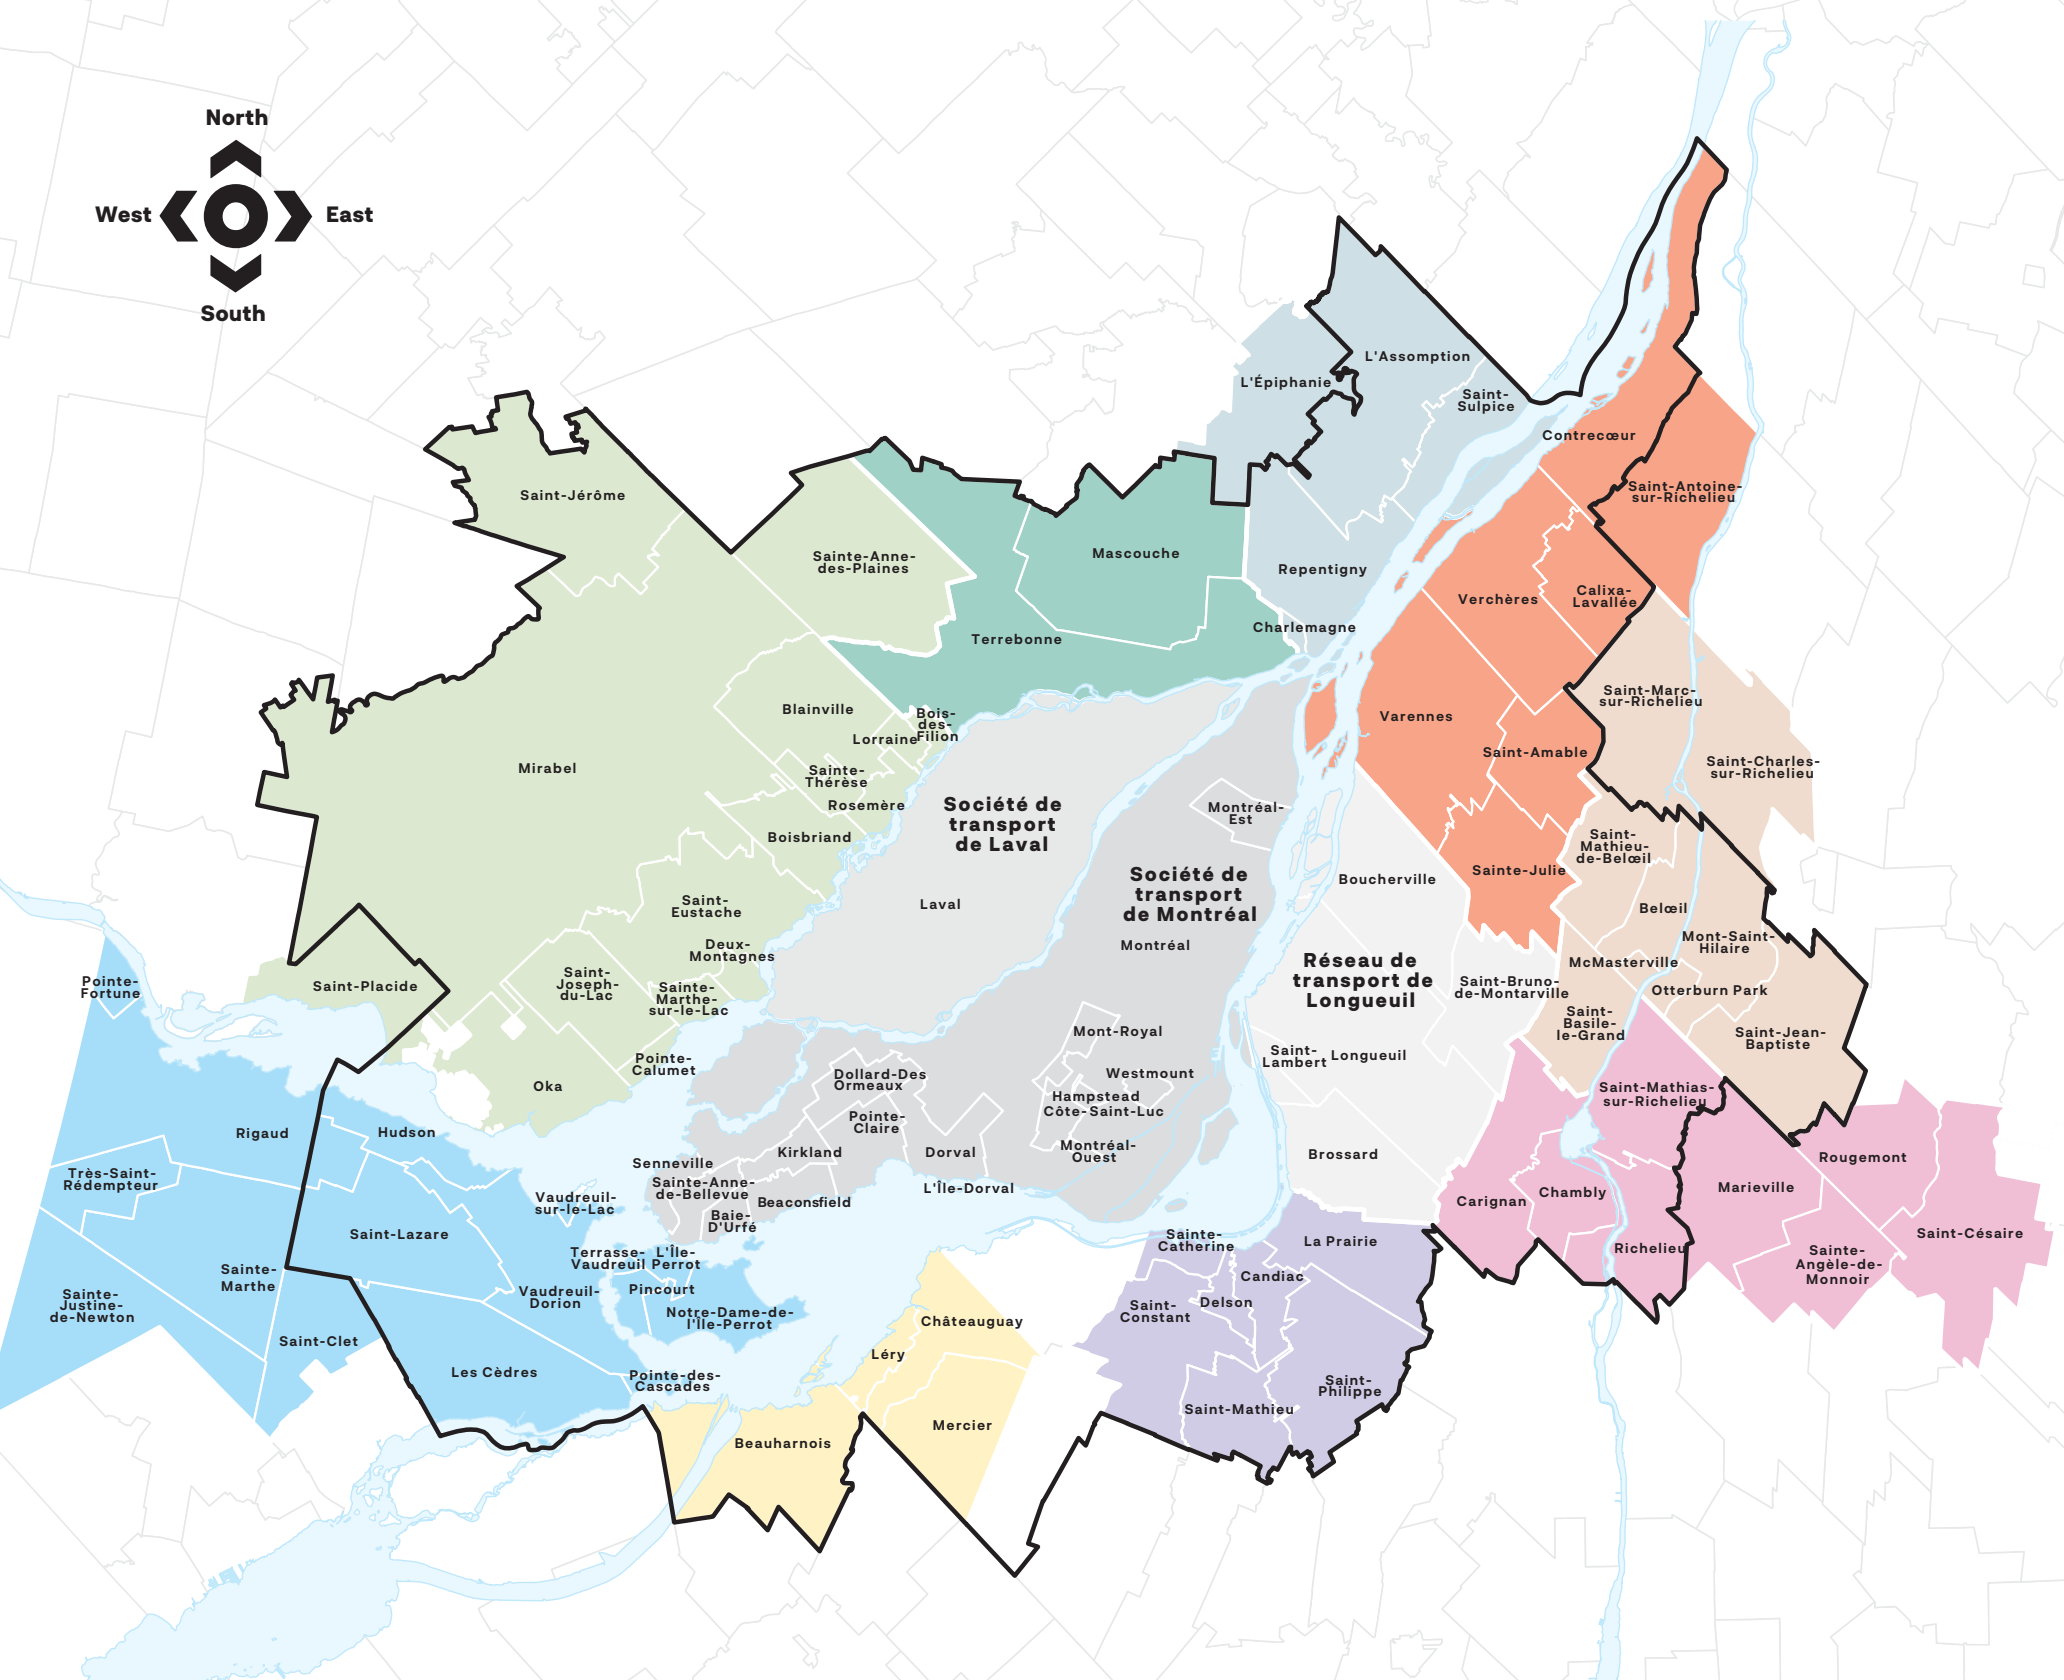 North
West
East
South
L'Assomption
L'Épiphanie
Saint-
Sulpice
Contrecœur
Saint-Jérôme
Saint-Antoine-
sur-Richelieu
Sainte-Anne-
des-Plaines
Mascouche
Repentigny
Verchères
Calixa-
Lavallée
Charlemagne
Terrebonne
Saint-Marc-
sur-Richelieu
Blainville
Bois-
des-
Filion
Lorraine
Varennes
Saint-Amable
Mirabel
Sainte-
Thérèse
Saint-Charles-
sur-Richelieu
Rosemère
Société de
transport
de Laval
Montréal-
Est
Boisbriand
Saint-
Mathieu-
de-Belœil
Sainte-Julie
Société de
transport
de Montréal
Boucherville
Saint-
Eustache
Laval
Belœil
Deux-
Montagnes
Montréal
Mont-Saint-
Hilaire
Réseau de
transport de
Longueuil
McMasterville
Pointe-
Fortune
Saint-Placide
Saint-
Joseph-
du-Lac
Sainte-
Marthe-
sur-le-Lac
Saint-Bruno-
de-Montarville
Otterburn Park
Saint-
Basile-
le-Grand
Mont-Royal
Saint-Jean-
Baptiste
Saint-
Lambert
Longueuil
Pointe-
Calumet
Dollard-Des
Ormeaux
Westmount
Oka
Hampstead
Côte-Saint-Luc
Saint-Mathias-
sur-Richelieu
Pointe-
Claire
Rigaud
Hudson
Montréal-
Ouest
Kirkland
Dorval
Brossard
Rougemont
Senneville
Très-Saint-
Rédempteur
Sainte-Anne-
de-Bellevue
L'Île-Dorval
Marieville
Vaudreuil-
sur-le-Lac
Beaconsfield
Carignan
Chambly
Baie-
D'Urfé
Saint-Lazare
Sainte-
Catherine
La Prairie
Saint-Césaire
Richelieu
Terrasse-
Vaudreuil
L'Île-
Perrot
Sainte-
Angèle-de-
Monnoir
Sainte-
Marthe
Candiac
Pincourt
Vaudreuil-
Dorion
Sainte-
Justine-
de-Newton
Delson
Saint-
Constant
Notre-Dame-de-
l'Île-Perrot
Châteauguay
Saint-Clet
Léry
Les Cèdres
Pointe-des-
Cascades
Saint-
Philippe
Saint-Mathieu
Mercier
Beauharnois